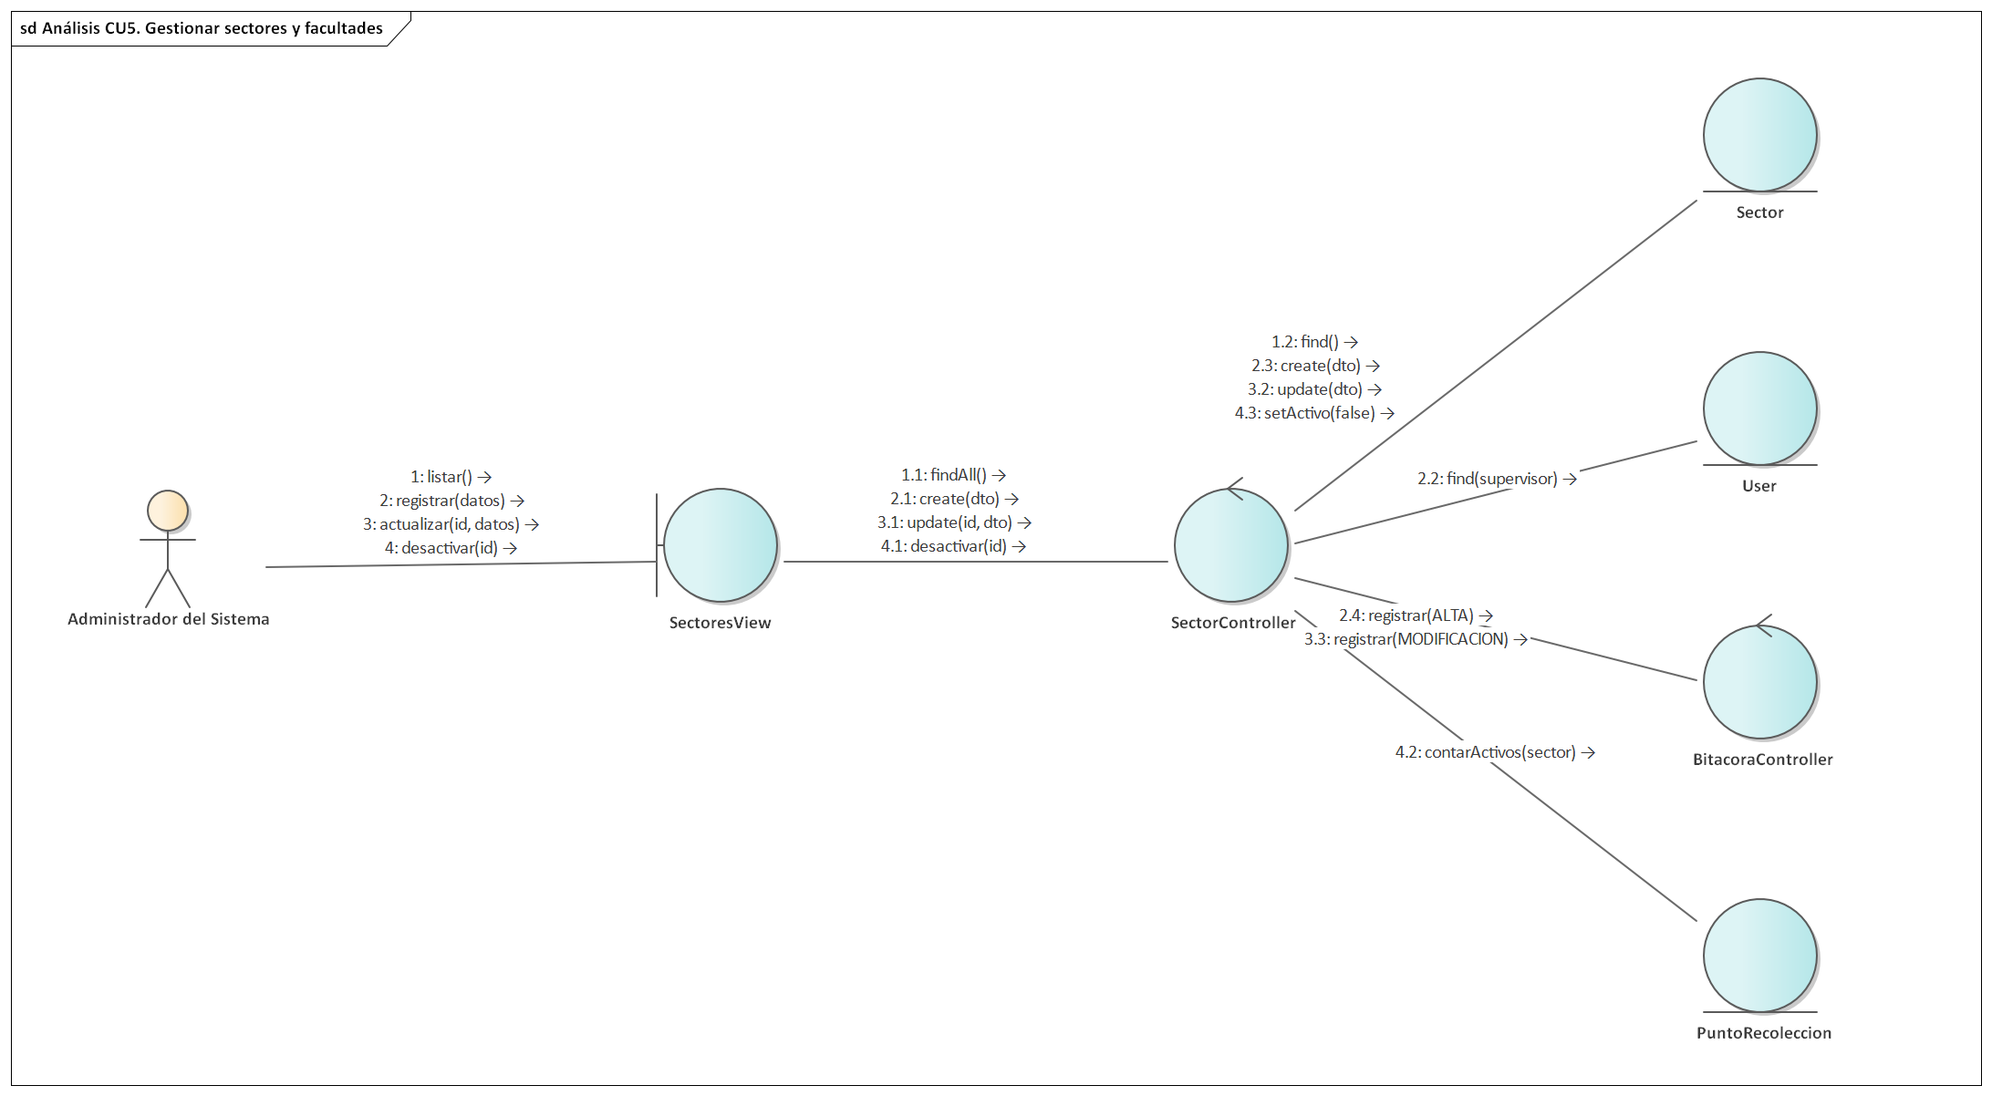 sd Análisis CU5. Gestionar sectores y facultades
Sector
1.2: find() →
2.3: create(dto) →
3.2: update(dto) →
4.3: setActivo(false) →
2.2: find(supervisor) →
User
1: listar() →
2: registrar(datos) →
3: actualizar(id, datos) →
4: desactivar(id) →
1.1: findAll() →
2.1: create(dto) →
3.1: update(id, dto) →
4.1: desactivar(id) →
Administrador del Sistema
SectoresView
SectorController
2.4: registrar(ALTA) →
3.3: registrar(MODIFICACION) →
BitacoraController
4.2: contarActivos(sector) →
PuntoRecoleccion